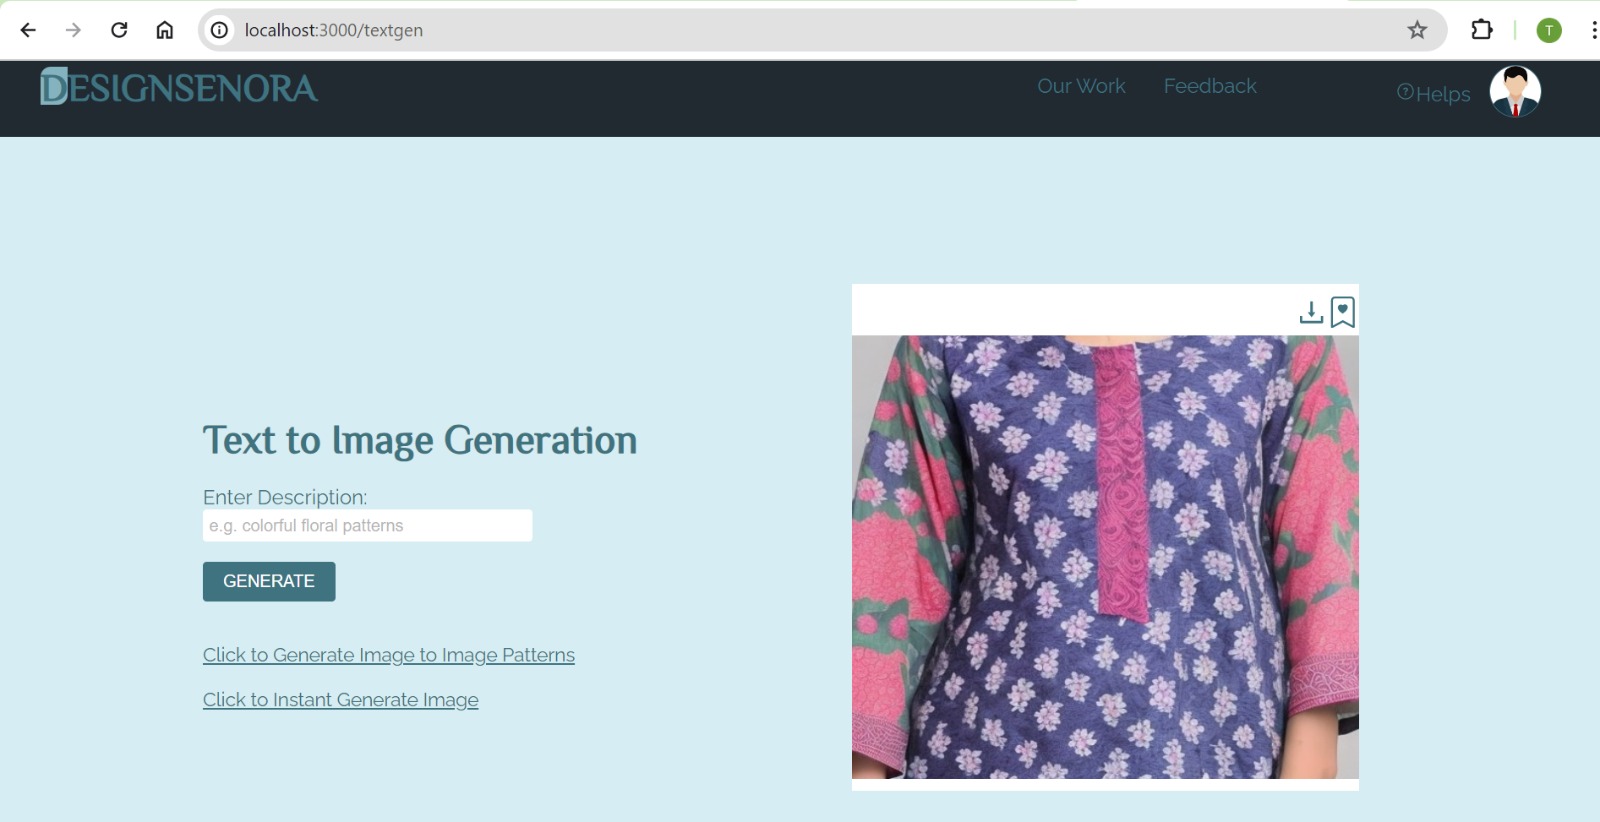 localhost:3000/textgen
T
DESIGNSENORA
Our Work
Feedback
Helps
Text to Image Generation
Enter Description:
e.g. colorful floral patterns
GENERATE
Click to Generate Image to Image Patterns
Click to Instant Generate Image